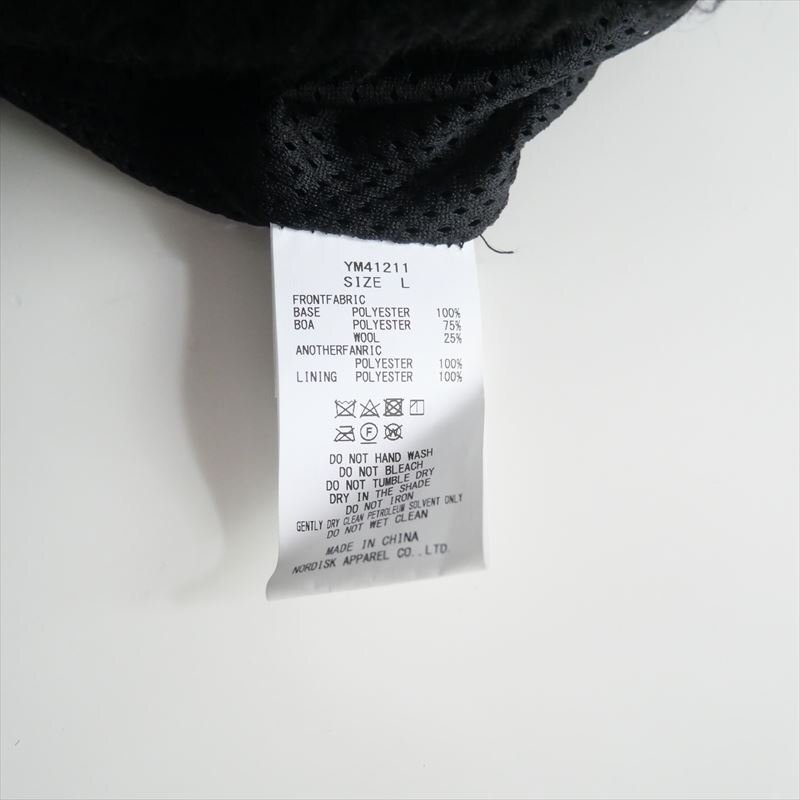 YM41211
SIZE L
FRONTFABRIC
BASE POLYESTER 100%
BOA POLYESTER 75%
WOOL 25%
ANOTHERFANRIC
POLYESTER 100%
LINING POLYESTER 100%
F W
DO NOT HAND WASH
DO NOT BLEACH
DO NOT TUMBLE DRY
DRY IN THE SHADE
DO NOT IRON
GENTLY DRY CLEAN PETROLEUM SOLVENT ONLY
DO NOT WET CLEAN
MADE IN CHINA
NORDISK APPAREL CO.,LTD.